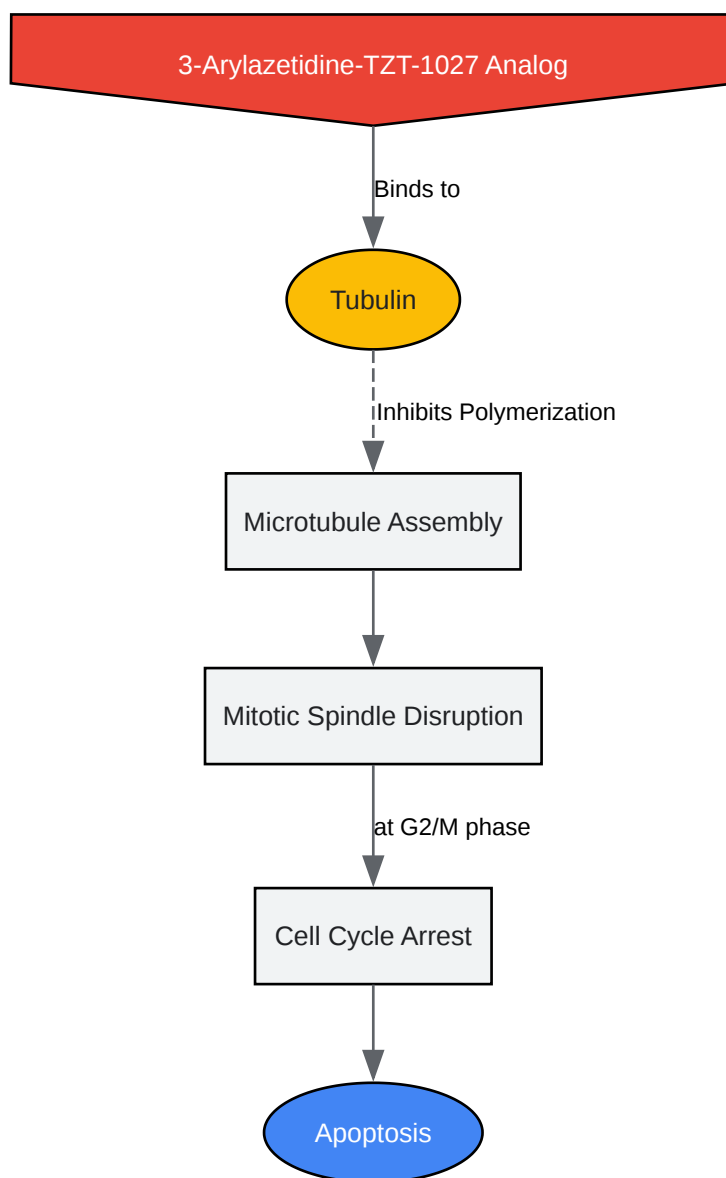 3-Arylazetidine-TZT-1027 Analog
Binds to
Tubulin
Inhibits Polymerization
Microtubule Assembly
Mitotic Spindle Disruption
at G2/M phase
Cell Cycle Arrest
Apoptosis